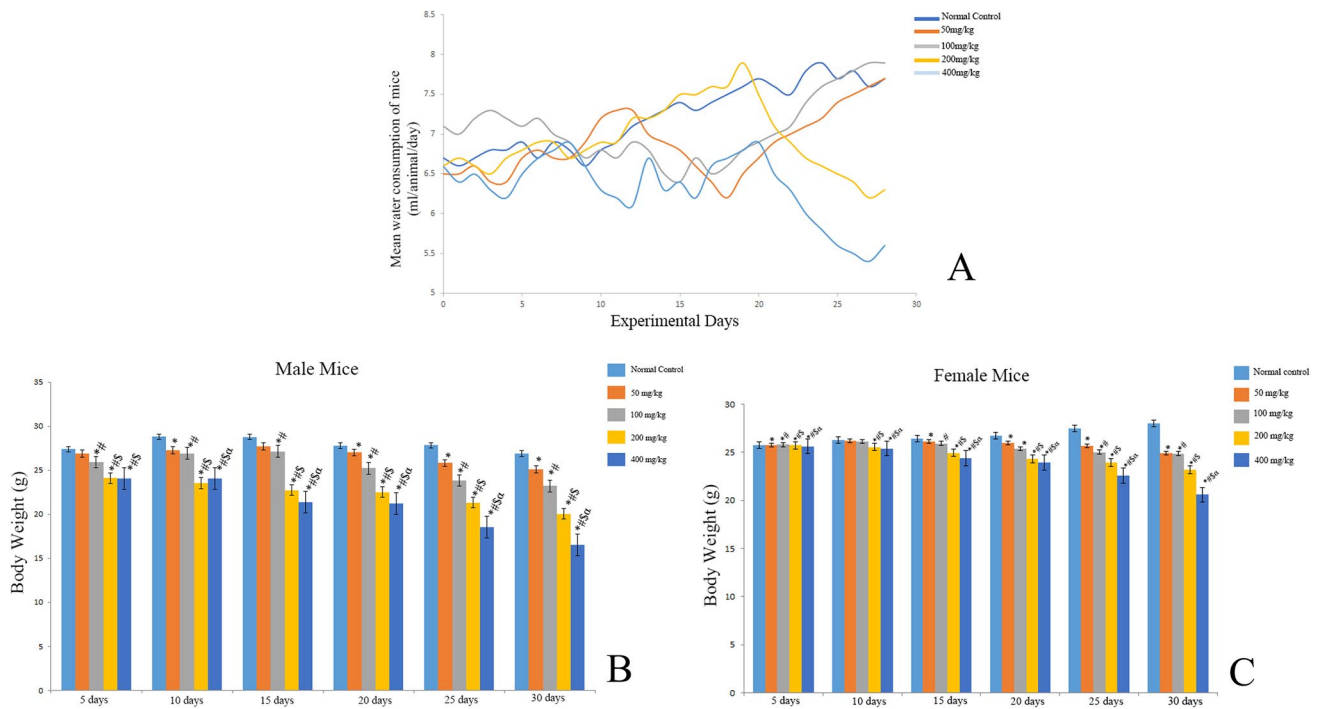 8.5
8
7.5
7
6.5
6
5.5
5
Mean water consumption of mice
(ml/animal/day)
0 5 10 15 20 25 30
Experimental Days
Normal Control
50mg/kg
100mg/kg
200mg/kg
400mg/kg
A
Male Mice
35
30
25
20
15
10
5
0
Body Weight (g)
*# *#$ *#$
* *# *#$ *#$α
*# *#$ *#$α
* *# *#$ *#$α
* *# *#$ *#$α
* *# *#$ *#$α
5 days 10 days 15 days 20 days 25 days 30 days
Normal Control
50 mg/kg
100 mg/kg
200 mg/kg
400 mg/kg
B
Female Mice
30
25
20
15
10
5
0
Body Weight (g)
* *# *#$ *#$α
*#$ *#$α
* *# *#$ *#$α
* * *#$ *#$α
* *# *#$ *#$α
* *# *#$ *#$α
5 days 10 days 15 days 20 days 25 days 30 days
Normal control
50 mg/kg
100 mg/kg
200 mg/kg
400 mg/kg
C